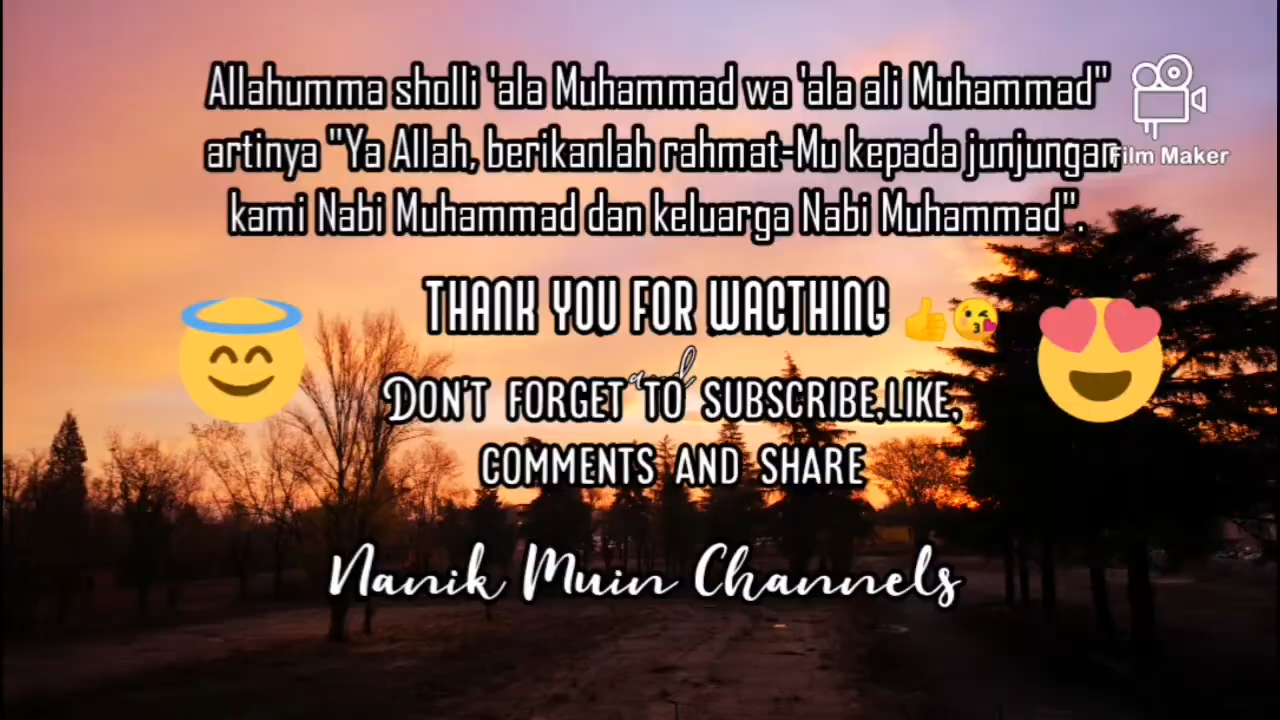 Allahumma sholli 'ala Muhammad wa 'ala ali Muhammad"
artinya "Ya Allah, berikanlah rahmat-Mu kepada junjungan
kami Nabi Muhammad dan keluarga Nabi Muhammad".
Film Maker
THANK YOU FOR WACTHING 👍😘
and
DON'T FORGET TO SUBSCRIBE,LIKE,
COMMENTS AND SHARE
Nanik Muin Channels